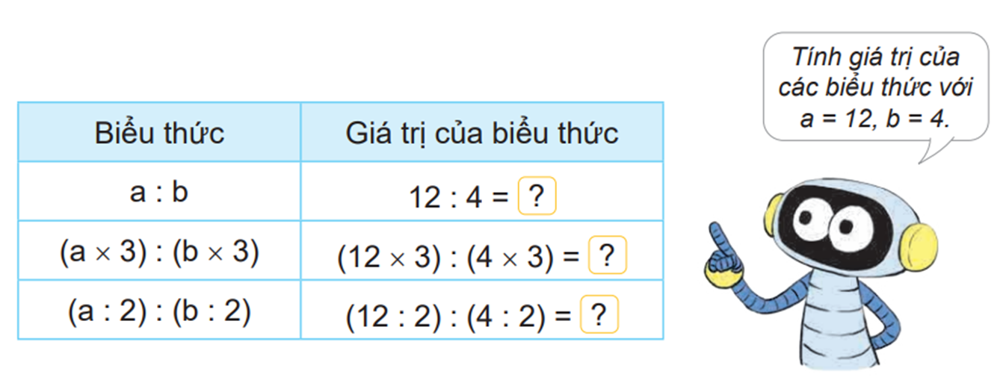 Tính giá trị của
các biểu thức với
a = 12, b = 4.
Biểu thức Giá trị của biểu thức
a : b 12 : 4 = ?
(a × 3) : (b × 3) (12 × 3) : (4 × 3) = ?
(a : 2) : (b : 2) (12 : 2) : (4 : 2) = ?